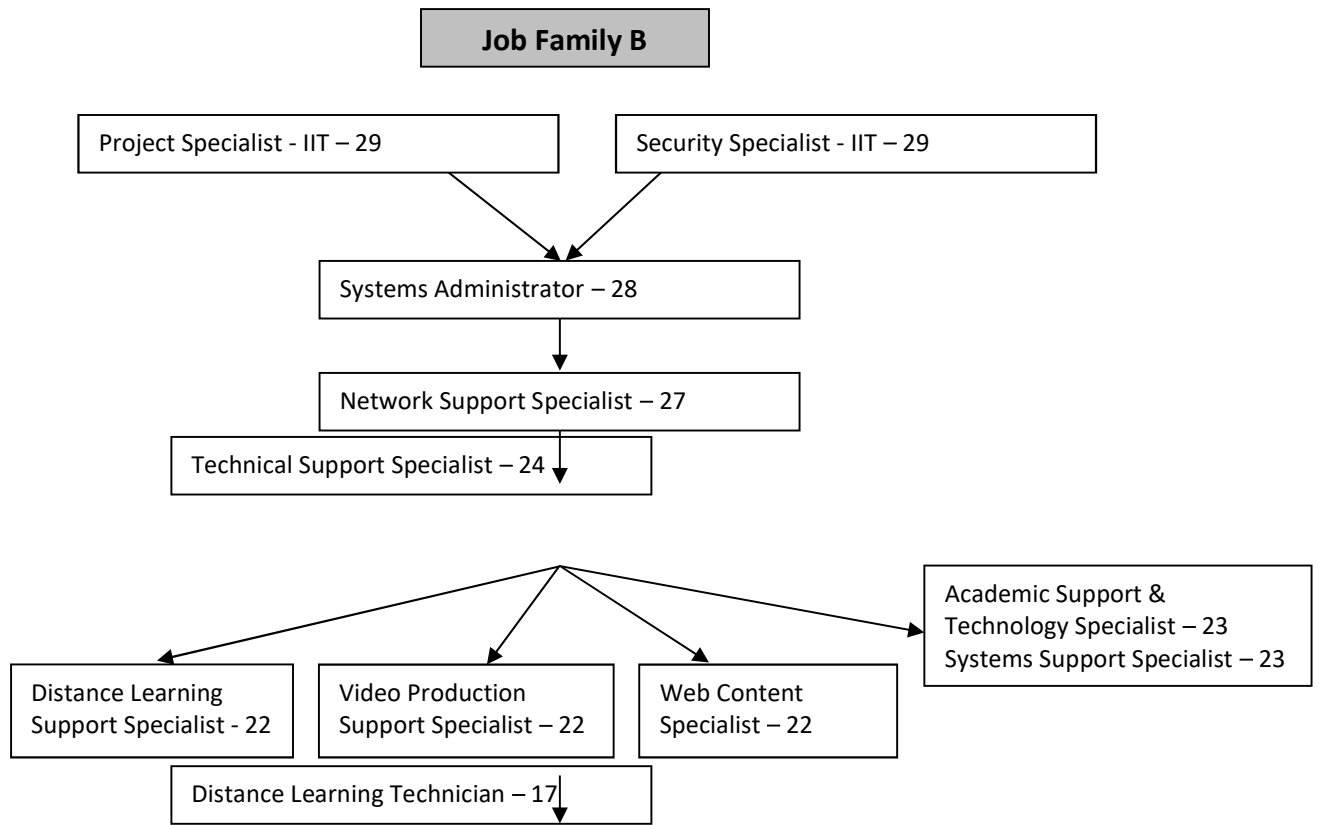 Job Family B
Project Specialist - IIT – 29
Security Specialist - IIT – 29
Systems Administrator – 28
Network Support Specialist – 27
Technical Support Specialist – 24
Academic Support &
Technology Specialist – 23
Systems Support Specialist – 23
Distance Learning
Support Specialist - 22
Video Production
Support Specialist – 22
Web Content
Specialist – 22
Distance Learning Technician – 17